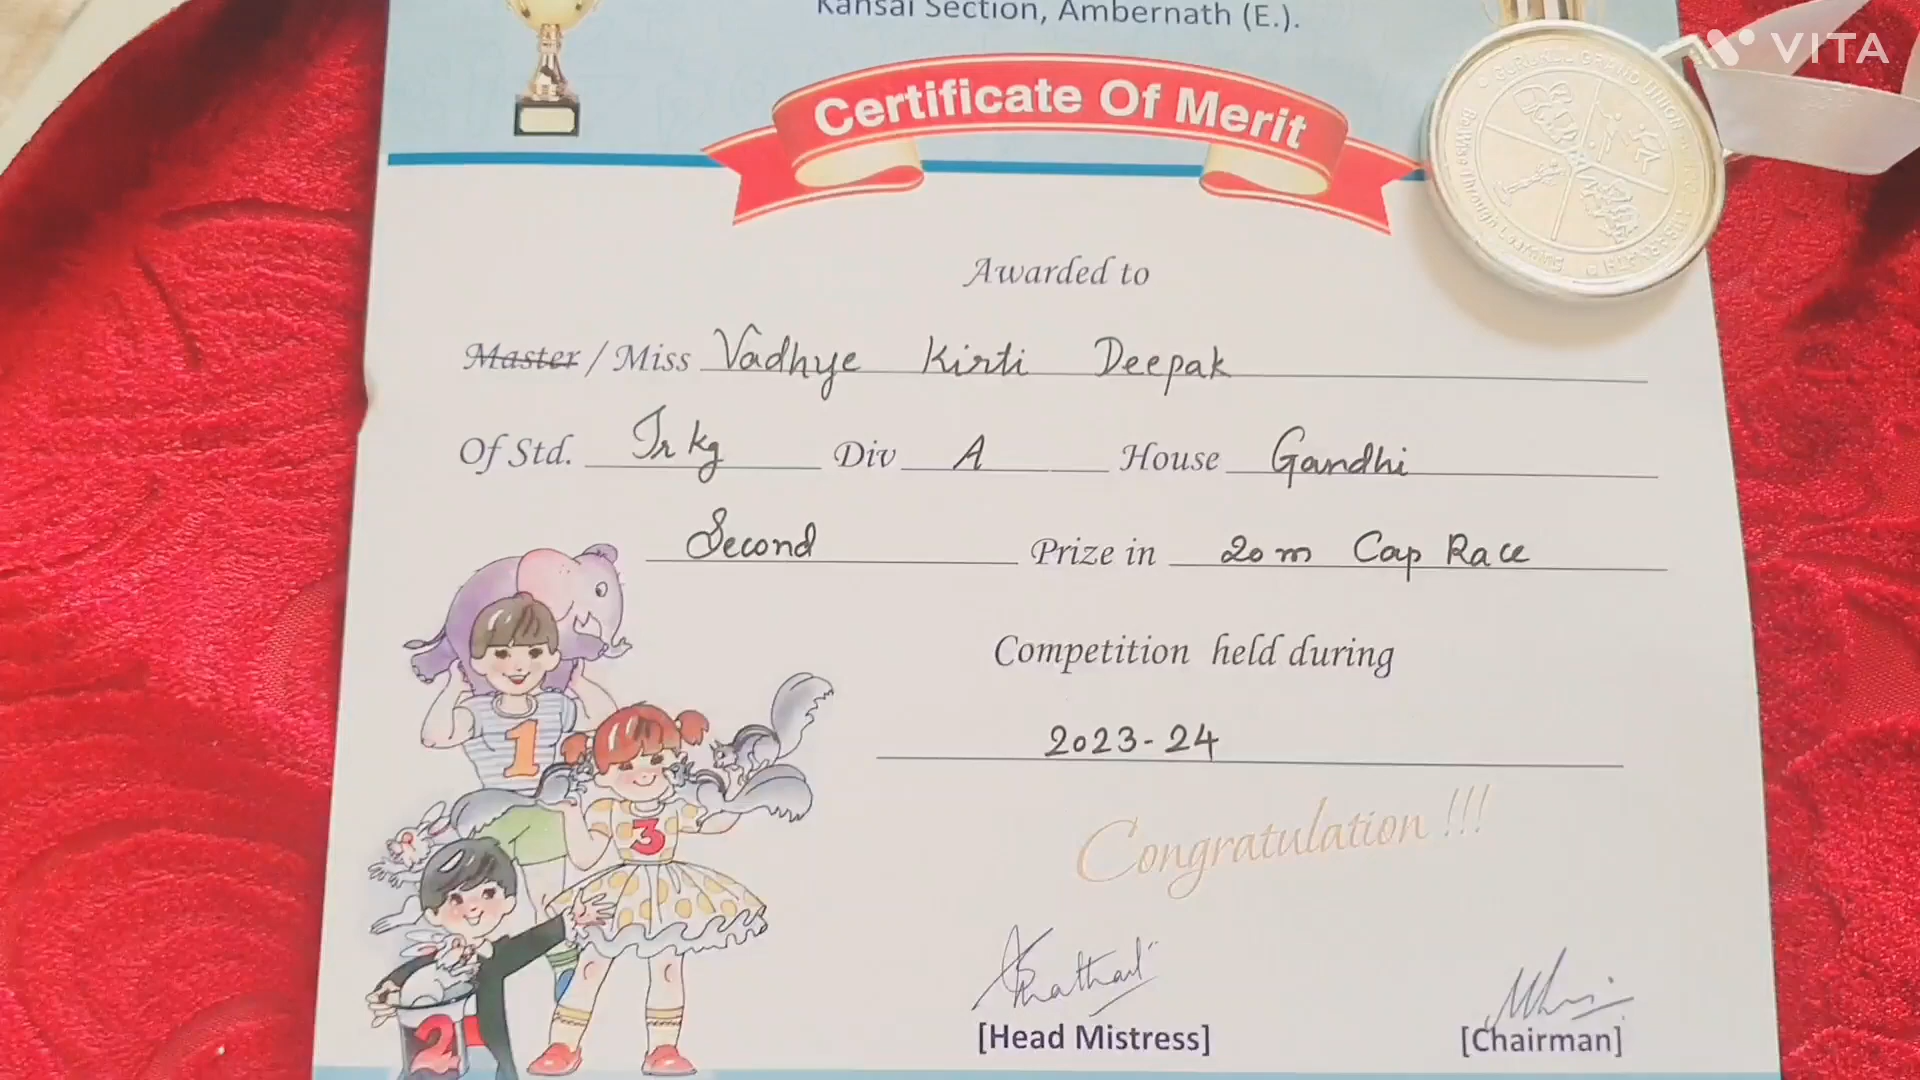 Kansai Section, Ambernath (E.).
VITA
Certificate Of Merit
Awarded to
Master / Miss Vadhye Kirti Deepak
Of Std. Jr kg Div A House Gandhi
Second Prize in 20 m Cap Race
Competition held during
2023-24
Congratulation !!!
1
3
2
[Head Mistress] [Chairman]